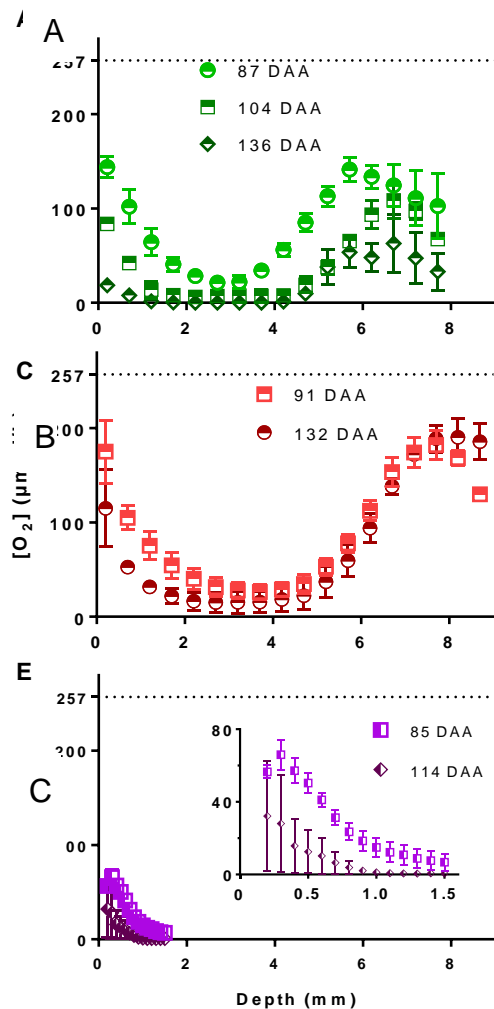 A
257
87 DAA
104 DAA
136 DAA
200
100
0
0 2 4 6 8
C
257
91 DAA
132 DAA
B
100
0
0 2 4 6 8
[O2] (µm
E
257
200
80
85 DAA
114 DAA
40
C
0
0.5 1.0 1.5
0
0 2 4 6 8
Depth (mm)